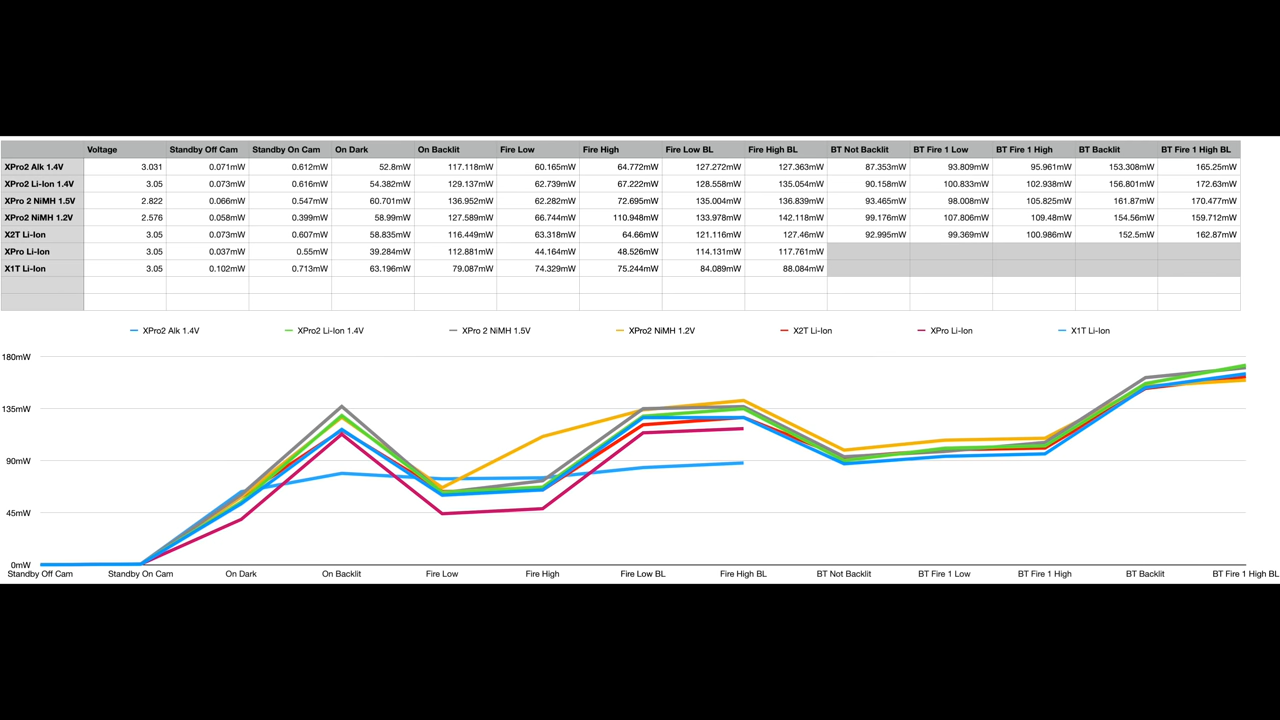 Voltage Standby Off Cam Standby On Cam On Dark On Backlit Fire Low Fire High Fire Low BL Fire High BL BT Not Backlit BT Fire 1 Low BT Fire 1 High BT Backlit BT Fire 1 High BL
XPro2 Alk 1.4V 3.031 0.071mW 0.612mW 52.8mW 117.118mW 60.165mW 64.772mW 127.272mW 127.363mW 87.353mW 93.809mW 95.961mW 153.308mW 165.25mW
XPro2 Li-Ion 1.4V 3.05 0.073mW 0.616mW 54.382mW 129.137mW 62.739mW 67.222mW 128.558mW 135.054mW 90.158mW 100.833mW 102.938mW 156.801mW 172.63mW
XPro 2 NiMH 1.5V 2.822 0.066mW 0.547mW 60.701mW 136.952mW 62.282mW 72.695mW 135.004mW 136.839mW 93.465mW 98.008mW 105.825mW 161.87mW 170.477mW
XPro2 NiMH 1.2V 2.576 0.058mW 0.399mW 58.99mW 127.589mW 66.744mW 110.948mW 133.978mW 142.118mW 99.176mW 107.806mW 109.48mW 154.56mW 159.712mW
X2T Li-Ion 3.05 0.073mW 0.607mW 58.835mW 116.449mW 63.318mW 64.66mW 121.116mW 127.46mW 92.995mW 99.369mW 100.986mW 152.5mW 162.87mW
XPro Li-Ion 3.05 0.037mW 0.55mW 39.284mW 112.881mW 44.164mW 48.526mW 114.131mW 117.761mW
X1T Li-Ion 3.05 0.102mW 0.713mW 63.196mW 79.087mW 74.329mW 75.244mW 84.089mW 88.084mW
XPro2 Alk 1.4V XPro2 Li-Ion 1.4V XPro 2 NiMH 1.5V XPro2 NiMH 1.2V X2T Li-Ion XPro Li-Ion X1T Li-Ion
180mW
135mW
90mW
45mW
0mW
Standby Off Cam Standby On Cam On Dark On Backlit Fire Low Fire High Fire Low BL Fire High BL BT Not Backlit BT Fire 1 Low BT Fire 1 High BT Backlit BT Fire 1 High BL